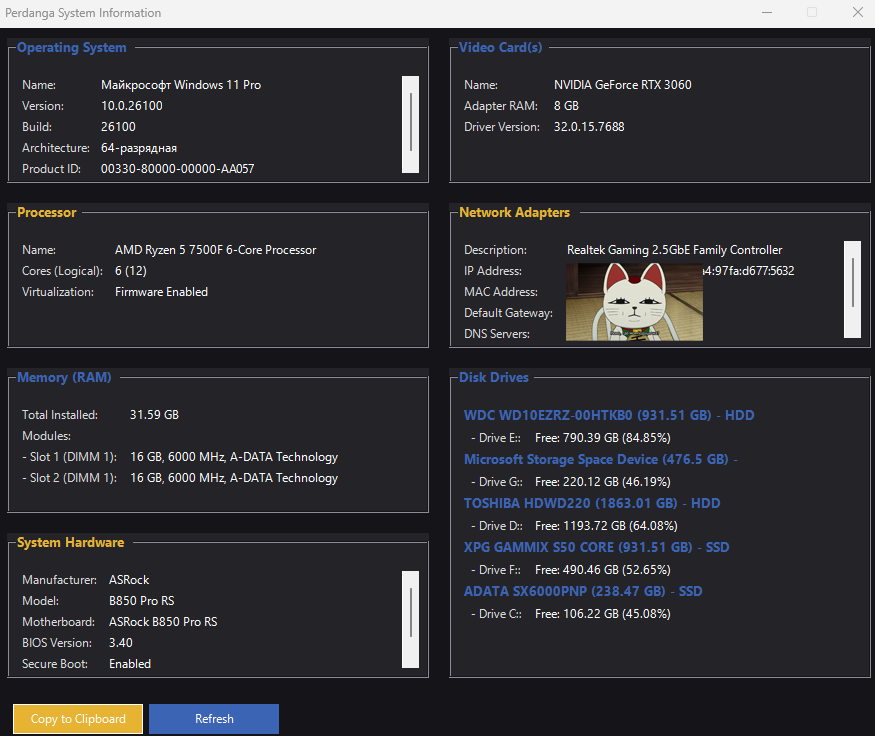 Perdanga System Information
Operating System
Name: Майкрософт Windows 11 Pro
Version: 10.0.26100
Build: 26100
Architecture: 64-разрядная
Product ID: 00330-80000-00000-AA057
Processor
Name: AMD Ryzen 5 7500F 6-Core Processor
Cores (Logical): 6 (12)
Virtualization: Firmware Enabled
Memory (RAM)
Total Installed: 31.59 GB
Modules:
- Slot 1 (DIMM 1): 16 GB, 6000 MHz, A-DATA Technology
- Slot 2 (DIMM 1): 16 GB, 6000 MHz, A-DATA Technology
System Hardware
Manufacturer: ASRock
Model: B850 Pro RS
Motherboard: ASRock B850 Pro RS
BIOS Version: 3.40
Secure Boot: Enabled
Video Card(s)
Name: NVIDIA GeForce RTX 3060
Adapter RAM: 8 GB
Driver Version: 32.0.15.7688
Network Adapters
Description: Realtek Gaming 2.5GbE Family Controller
IP Address: 4:97fa:d677:5632
MAC Address:
Default Gateway:
DNS Servers:
Disk Drives
WDC WD10EZRZ-00HTKB0 (931.51 GB) - HDD
- Drive E:: Free: 790.39 GB (84.85%)
Microsoft Storage Space Device (476.5 GB) -
- Drive G:: Free: 220.12 GB (46.19%)
TOSHIBA HDWD220 (1863.01 GB) - HDD
- Drive D:: Free: 1193.72 GB (64.08%)
XPG GAMMIX S50 CORE (931.51 GB) - SSD
- Drive F:: Free: 490.46 GB (52.65%)
ADATA SX6000PNP (238.47 GB) - SSD
- Drive C:: Free: 106.22 GB (45.08%)
Copy to Clipboard
Refresh